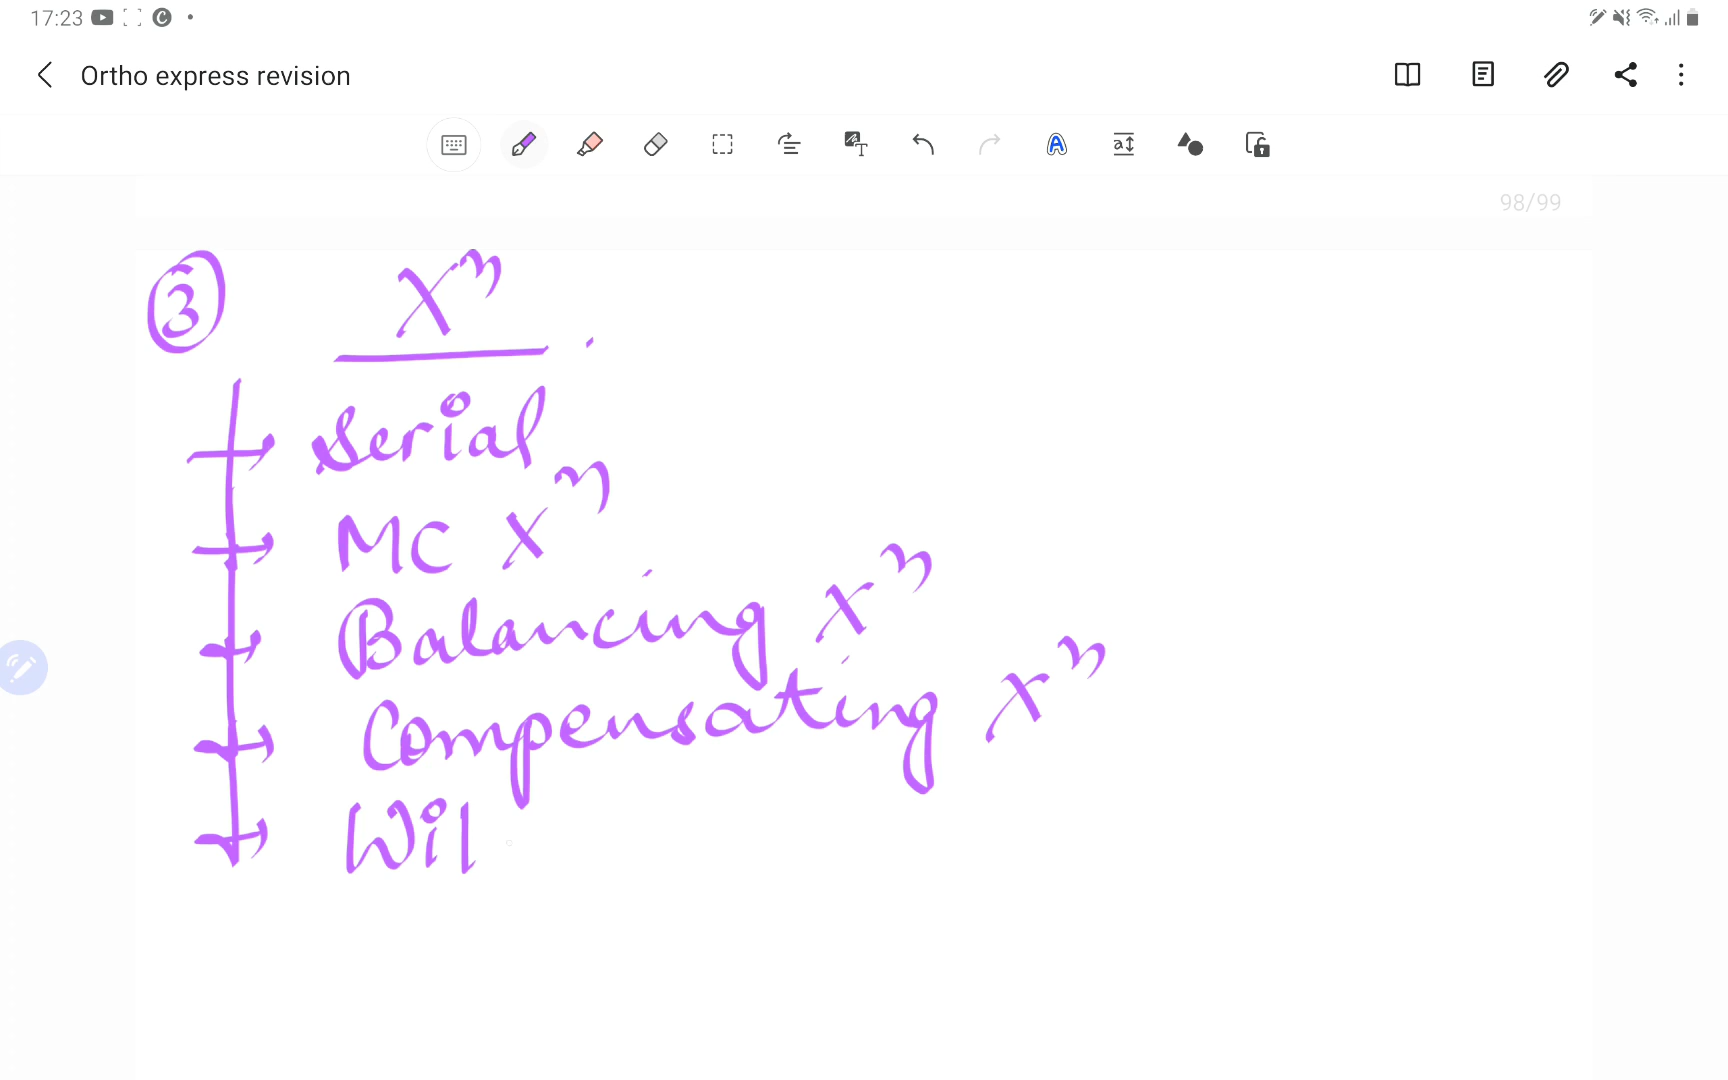 17:23
Ortho express revision
98/99
3 Xn
Serial
MC Xn
Balancing Xn
Compensating Xn
Wil